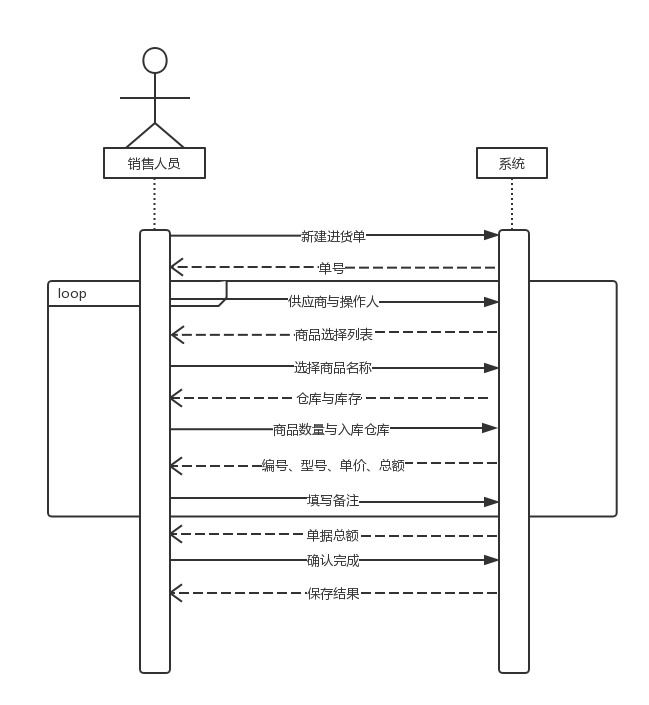 销售人员
系统
新建进货单
单号
loop
供应商与操作人
商品选择列表
选择商品名称
仓库与库存
商品数量与入库仓库
编号、型号、单价、总额
填写备注
单据总额
确认完成
保存结果